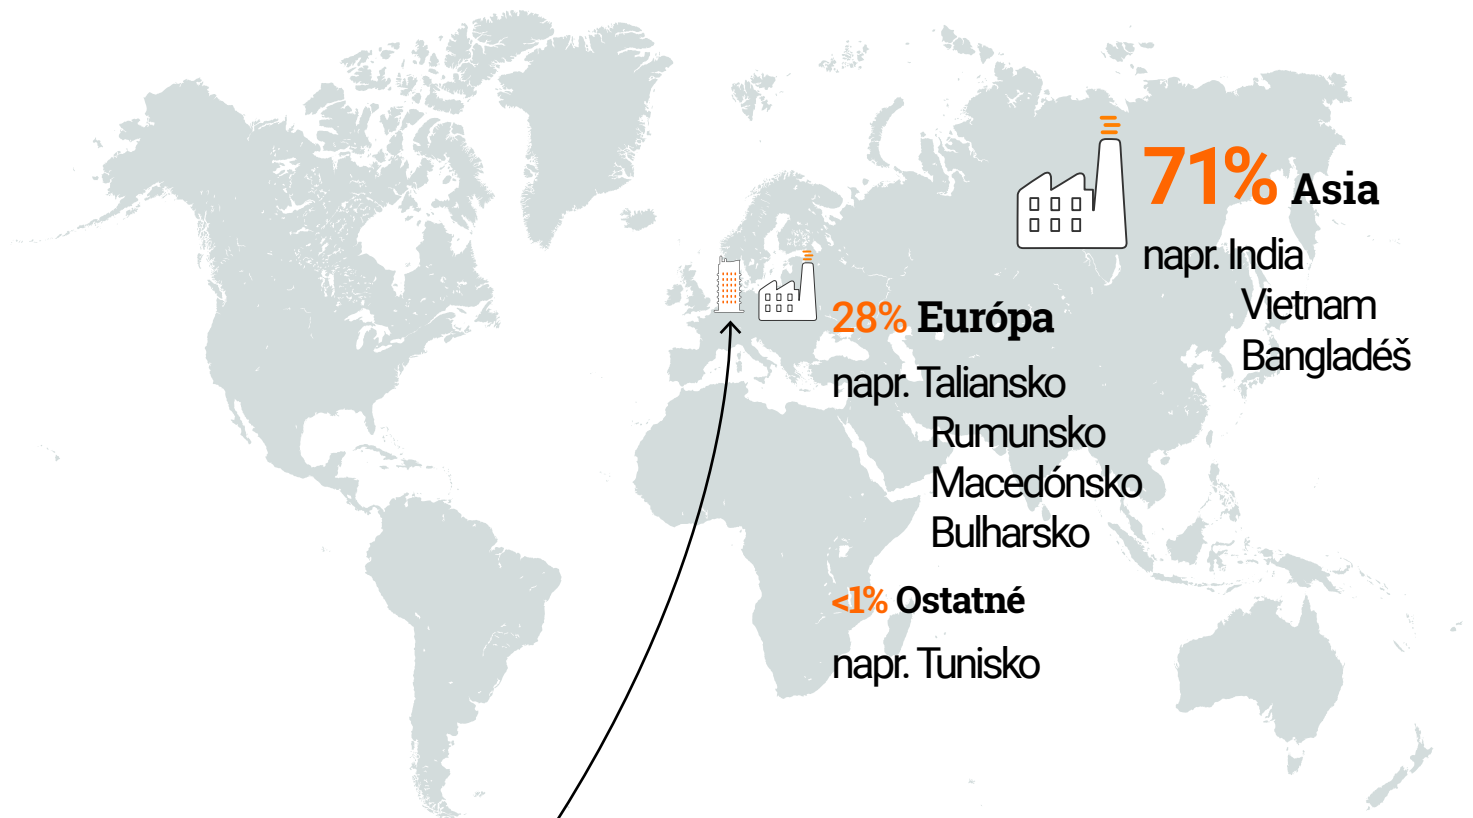 71% Asia
napr. India
Vietnam
Bangladéš
28% Európa
napr. Taliansko
Rumunsko
Macedónsko
Bulharsko
<1% Ostatné
napr. Tunisko